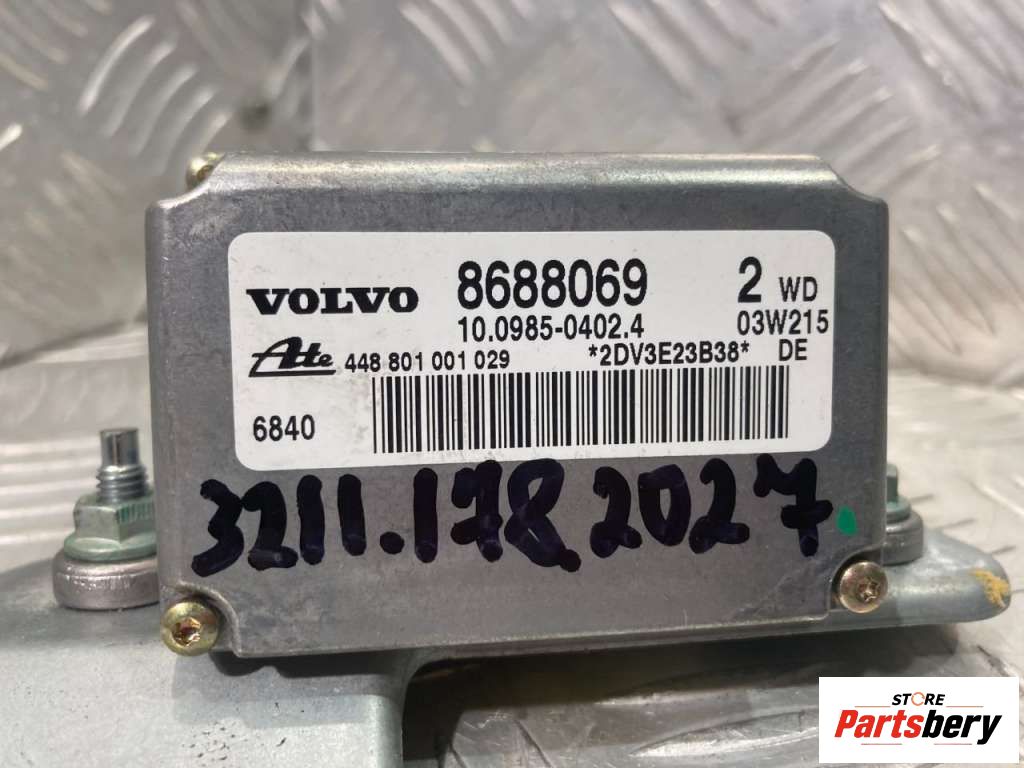 VOLVO 8688069 2 WD
10.0985-0402.4 03W215
Ate 448 801 001 029 *2DV3E23B38* DE
6840
3211.178 2027.
STORE
Partsbery